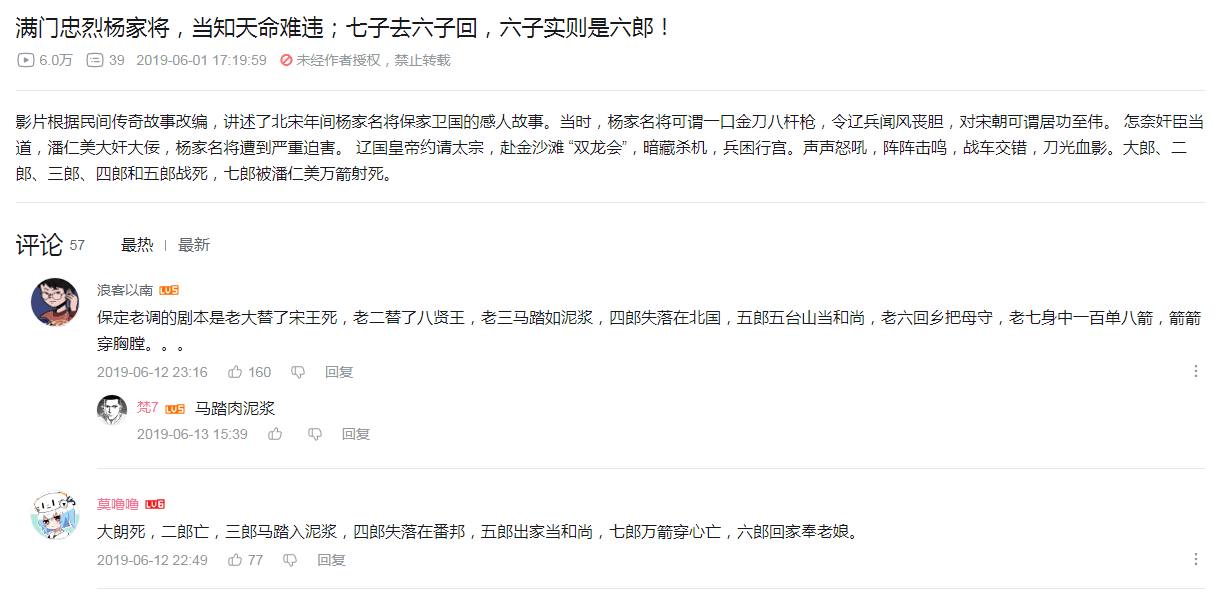 满门忠烈杨家将，当知天命难违；七子去六子回，六子实则是六郎！
6.0万 39 2019-06-01 17:19:59 未经作者授权，禁止转载
影片根据民间传奇故事改编，讲述了北宋年间杨家名将保家卫国的感人故事。当时，杨家名将可谓一口金刀八杆枪，令辽兵闻风丧胆，对宋朝可谓居功至伟。 怎奈奸臣当
道，潘仁美大奸大佞，杨家名将遭到严重迫害。 辽国皇帝约请太宗，赴金沙滩 “双龙会”，暗藏杀机，兵困行宫。声声怒吼，阵阵击鸣，战车交错，刀光血影。大郎、二
郎、三郎、四郎和五郎战死，七郎被潘仁美万箭射死。
评论 57 最热 | 最新
浪客以南 LV5
保定老调的剧本是老大替了宋王死，老二替了八贤王，老三马踏如泥浆，四郎失落在北国，五郎五台山当和尚，老六回乡把母守，老七身中一百单八箭，箭箭
穿胸膛。。。
2019-06-12 23:16 160 回复
梵7 LV5 马踏肉泥浆
2019-06-13 15:39 回复
莫噜噜 LV6
大朗死，二郎亡，三郎马踏入泥浆，四郎失落在番邦，五郎出家当和尚，七郎万箭穿心亡，六郎回家奉老娘。
2019-06-12 22:49 77 回复